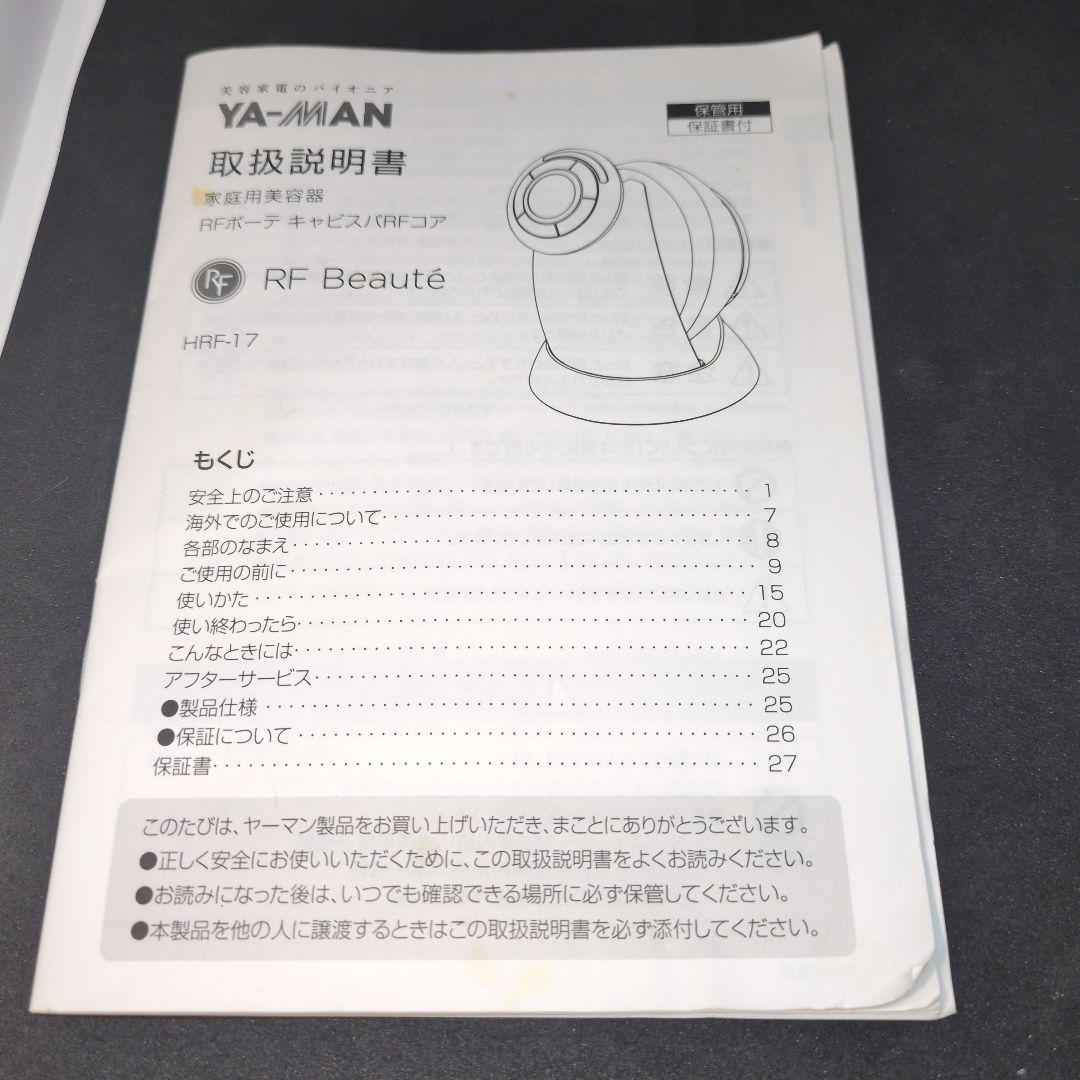 美容家電のパイオニア
YA-MAN
保管用
保証書付
取扱説明書
家庭用美容器
RFボーテ キャビスパRFコア
RF RF Beauté
HRF-17
もくじ
安全上のご注意 1
海外でのご使用について 7
各部のなまえ 8
ご使用の前に 9
使いかた 15
使い終わったら 20
こんなときには 22
アフターサービス 25
●製品仕様 25
●保証について 26
保証書 27
このたびは、ヤーマン製品をお買い上げいただき、まことにありがとうございます。
●正しく安全にお使いいただくために、この取扱説明書をよくお読みください。
●お読みになった後は、いつでも確認できる場所に必ず保管してください。
●本製品を他の人に譲渡するときはこの取扱説明書を必ず添付してください。